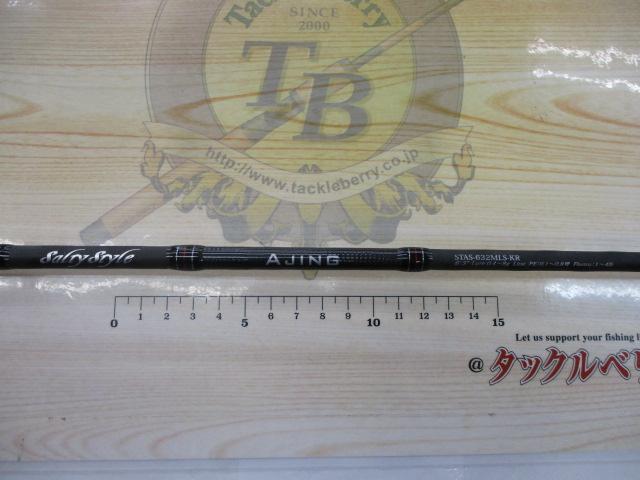 Tackleberry
SINCE
2000
TB
http://www.tackleberry.co.jp
Salty Style
AJING
STAS-632MLS-KR
0 1 2 3 4 5 6 7 8 9 10 11 12 13 14 15
Let us support your fishing l
@タックルベリ